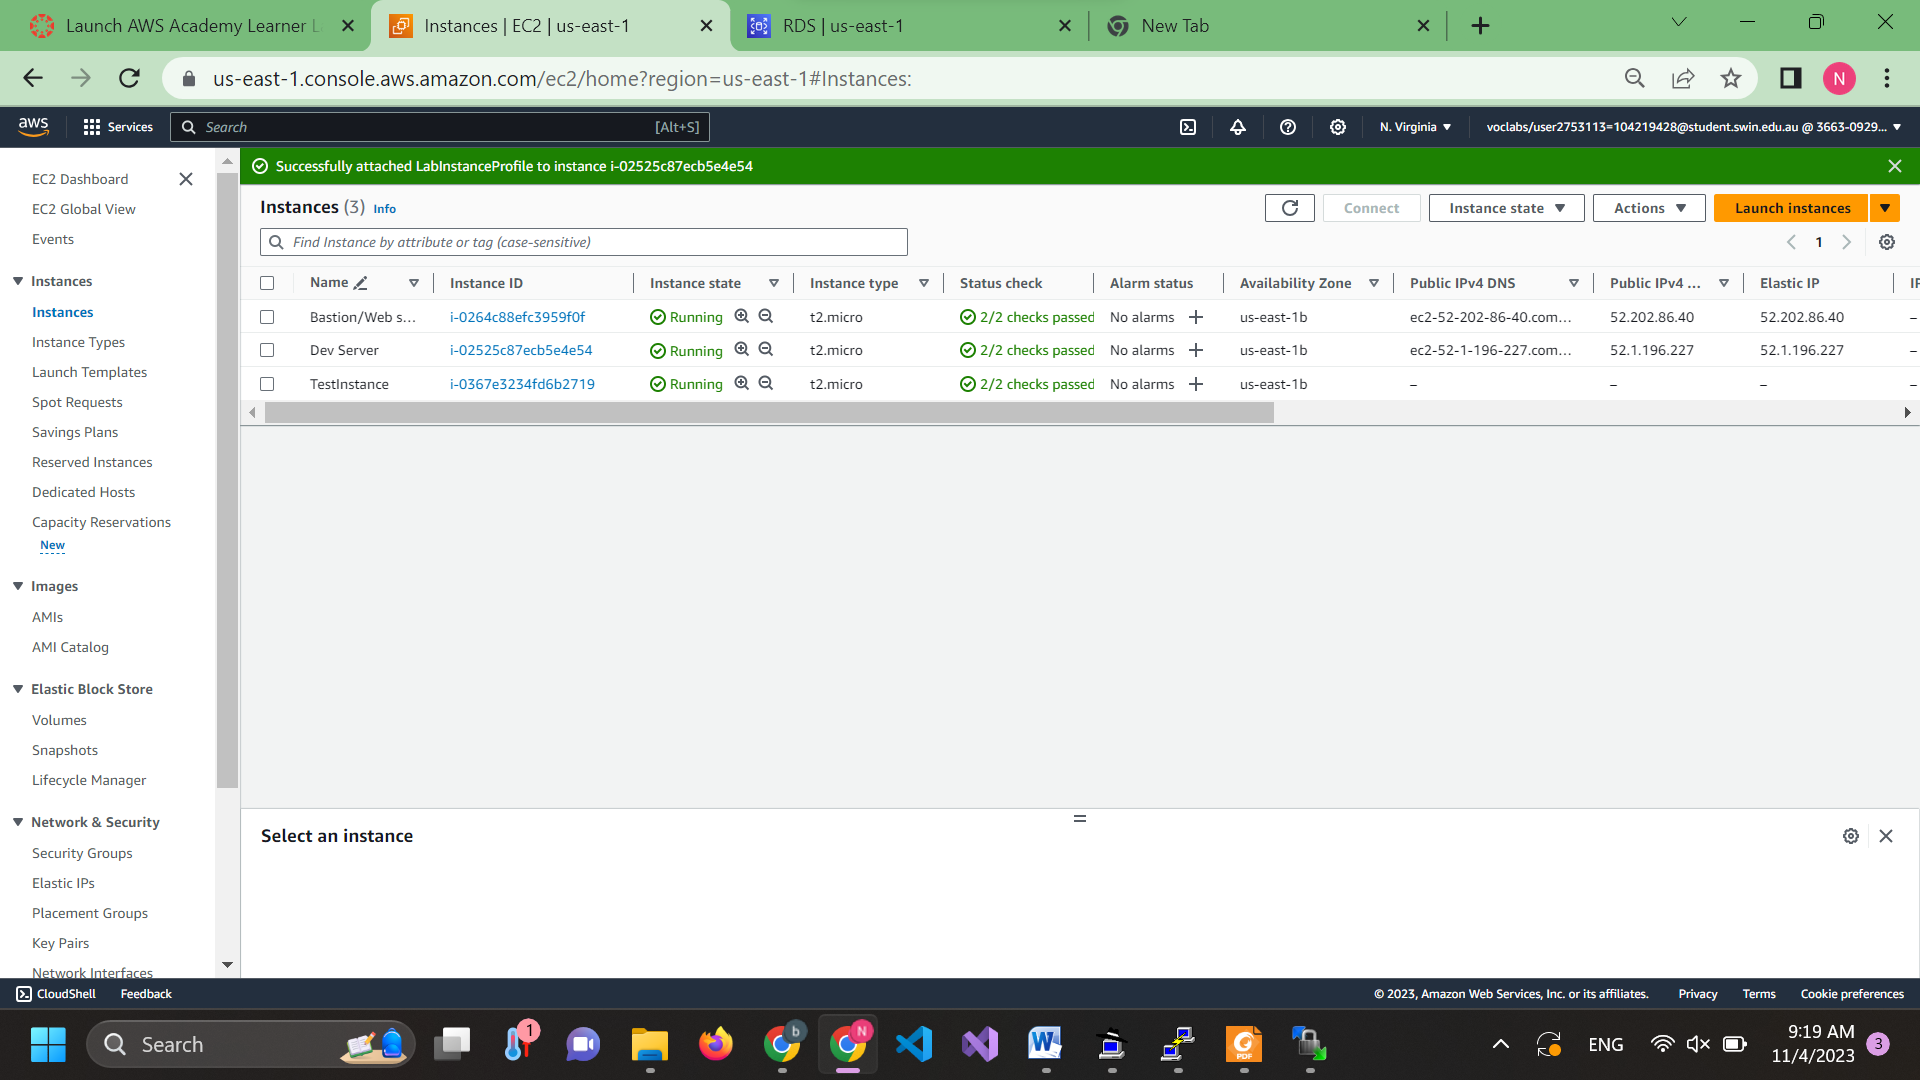 Launch AWS Academy Learner L
Instances | EC2 | us-east-1
RDS | us-east-1
New Tab
us-east-1.console.aws.amazon.com/ec2/home?region=us-east-1#Instances:
N
aws
Services
Search
[Alt+S]
N. Virginia
voclabs/user2753113=104219428@student.swin.edu.au @ 3663-0929...
EC2 Dashboard
EC2 Global View
Events
Instances
Instances
Instance Types
Launch Templates
Spot Requests
Savings Plans
Reserved Instances
Dedicated Hosts
Capacity Reservations
New
Images
AMIs
AMI Catalog
Elastic Block Store
Volumes
Snapshots
Lifecycle Manager
Network & Security
Security Groups
Elastic IPs
Placement Groups
Key Pairs
Network Interfaces
Successfully attached LabInstanceProfile to instance i-02525c87ecb5e4e54
Instances (3) Info
Connect
Instance state
Actions
Launch instances
Find Instance by attribute or tag (case-sensitive)
1
Name Instance ID Instance state Instance type Status check Alarm status Availability Zone Public IPv4 DNS Public IPv4 ... Elastic IP IP
Bastion/Web s... i-0264c88efc3959f0f Running t2.micro 2/2 checks passed No alarms us-east-1b ec2-52-202-86-40.com... 52.202.86.40 52.202.86.40 –
Dev Server i-02525c87ecb5e4e54 Running t2.micro 2/2 checks passed No alarms us-east-1b ec2-52-1-196-227.com... 52.1.196.227 52.1.196.227 –
TestInstance i-0367e3234fd6b2719 Running t2.micro 2/2 checks passed No alarms us-east-1b – – – –
Select an instance
CloudShell Feedback
© 2023, Amazon Web Services, Inc. or its affiliates. Privacy Terms Cookie preferences
Search
1
b
N
W
PDF
ENG
9:19 AM
11/4/2023
3